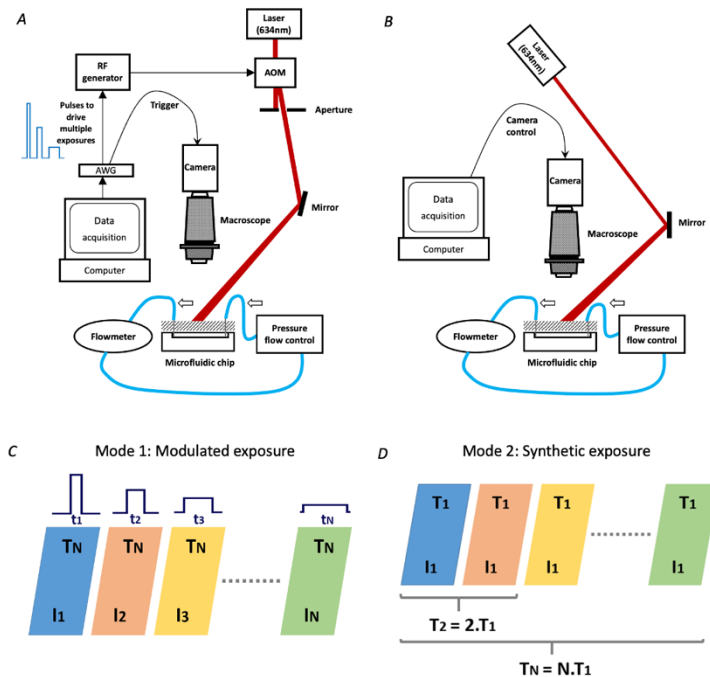 A
Laser
(634nm)
RF
generator
AOM
Aperture
Pulses to
drive
multiple
exposures
Trigger
AWG
Camera
Mirror
Data
acquisition
Macroscope
Computer
Flowmeter
Pressure
flow control
Microfluidic chip
B
Laser
(634nm)
Camera
control
Camera
Mirror
Data
acquisition
Macroscope
Computer
Flowmeter
Pressure
flow control
Microfluidic chip
C
Mode 1: Modulated exposure
t1 t2 t3 tN
TN TN TN TN
I1 I2 I3 IN
D
Mode 2: Synthetic exposure
T1 T1 T1 T1
I1 I1 I1 I1
T2 = 2.T1
TN = N.T1